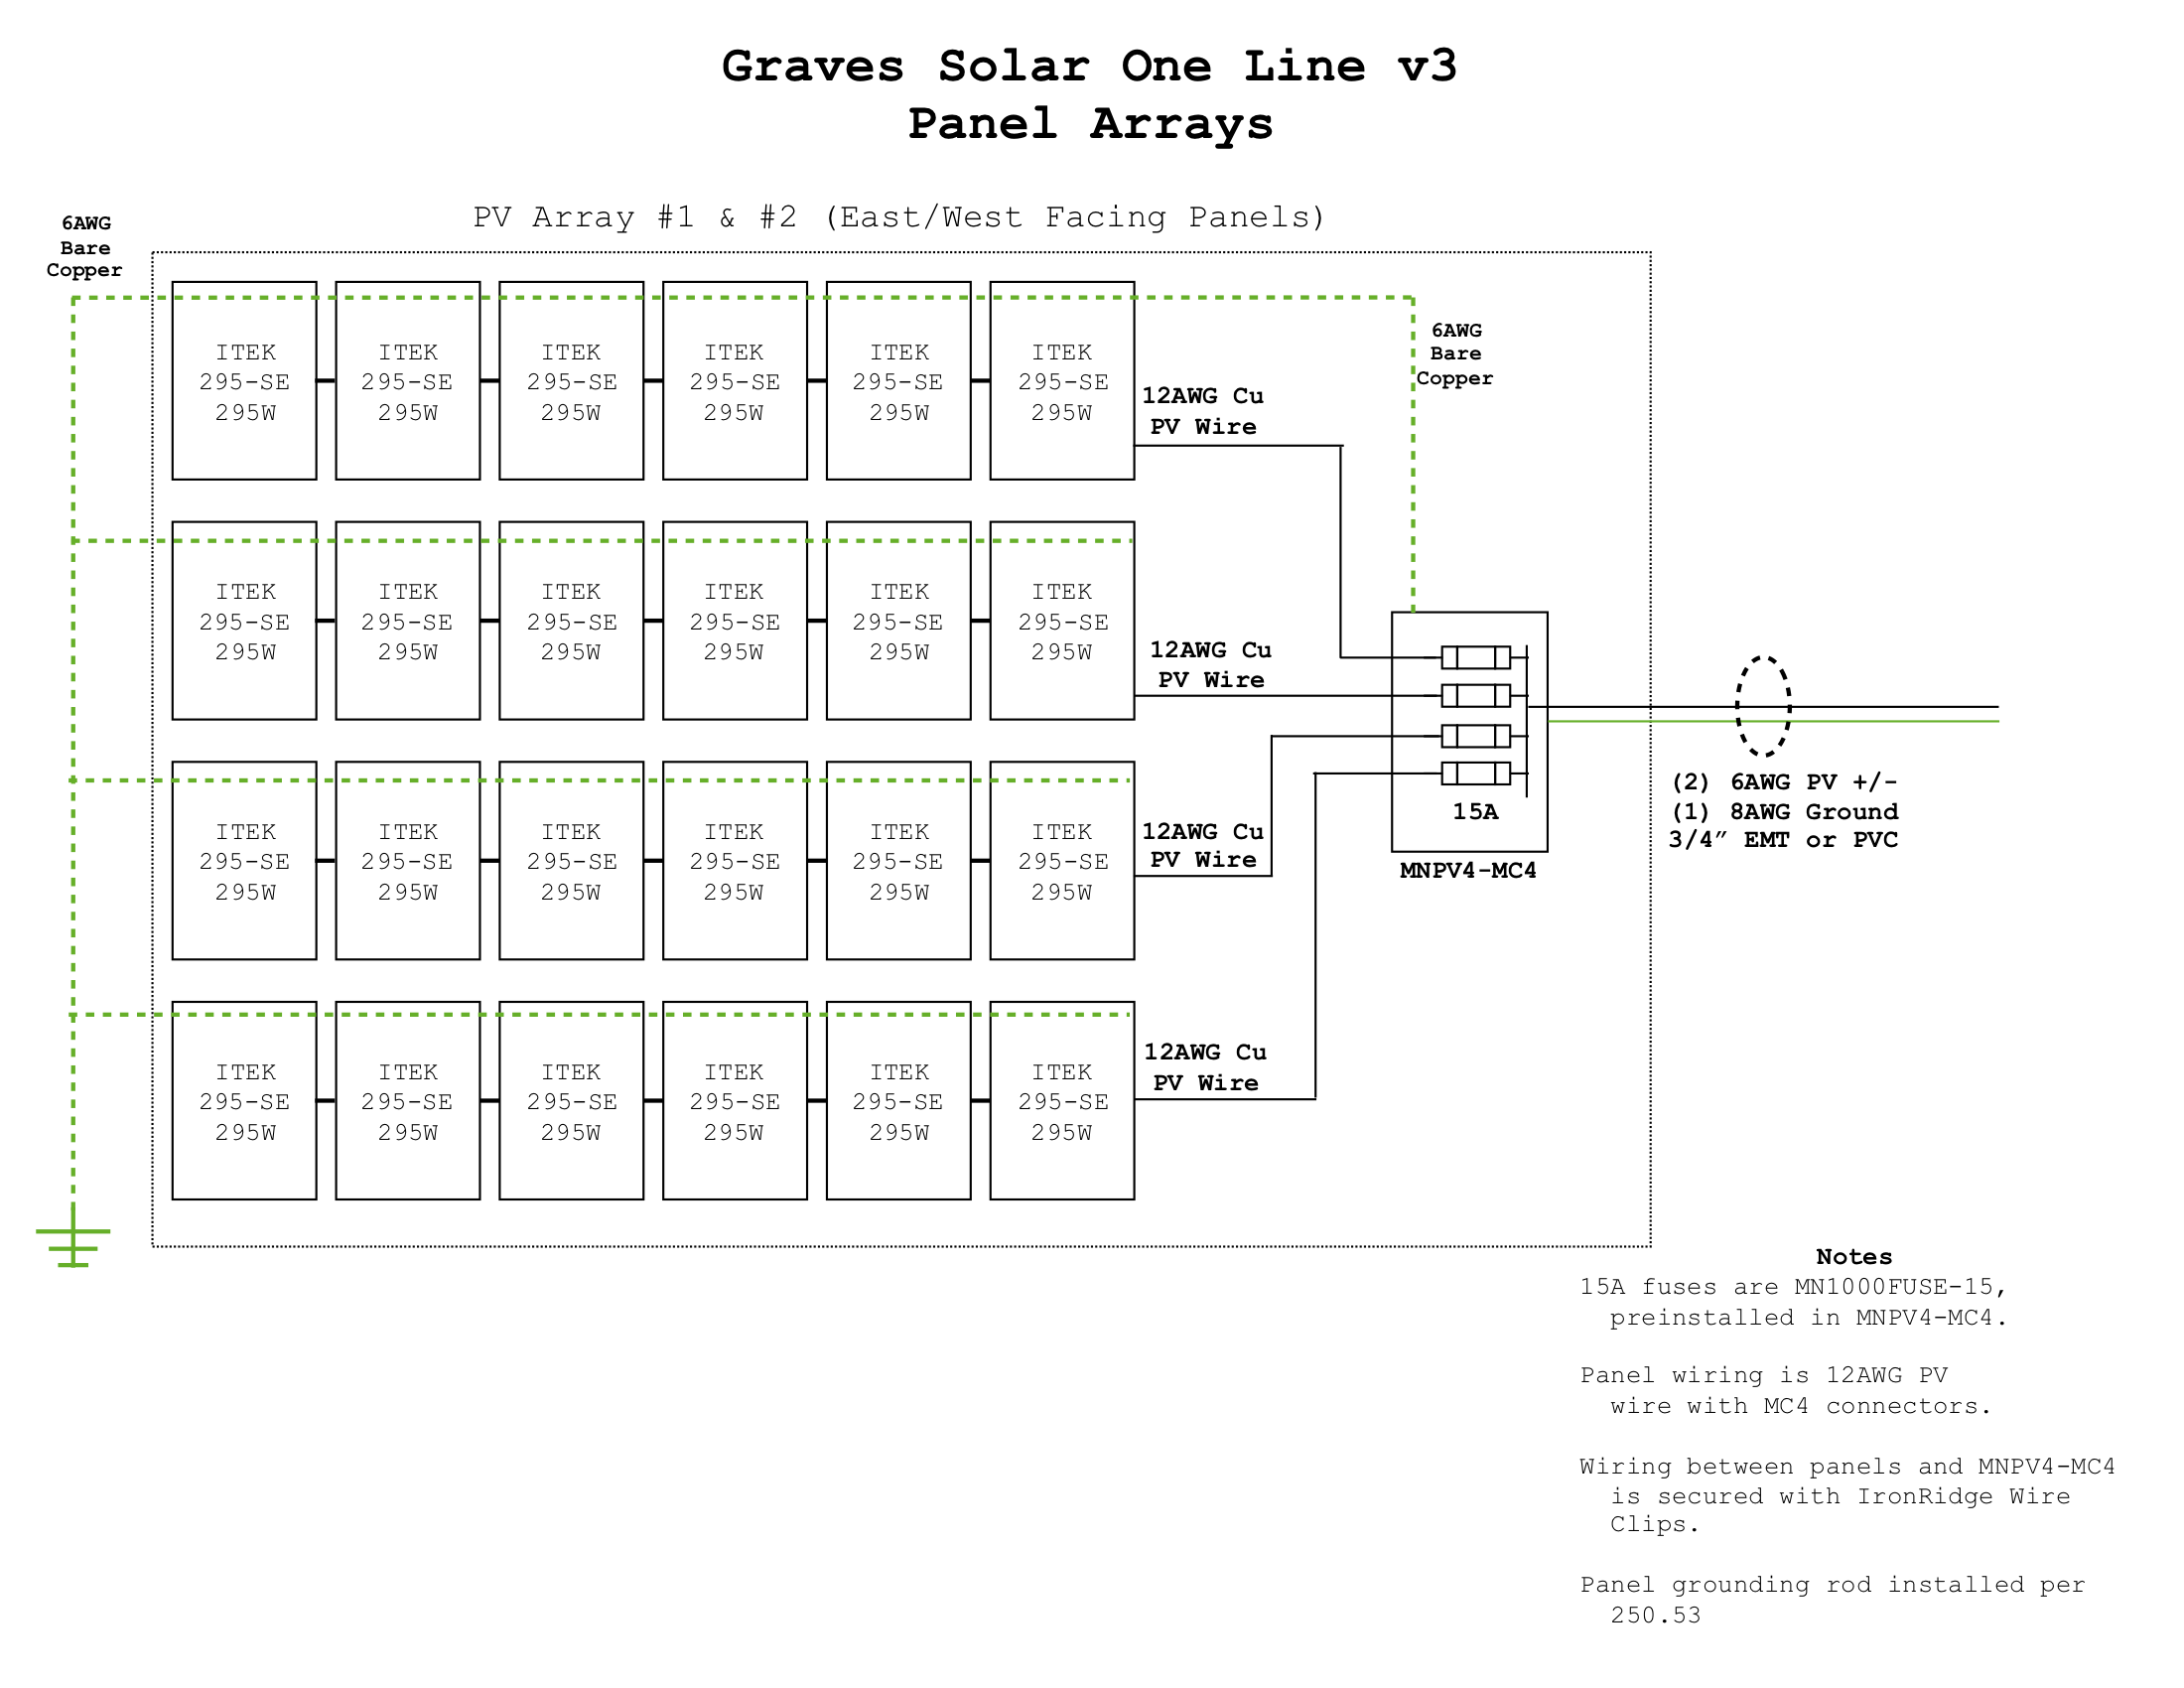 Graves Solar One Line v3
Panel Arrays
PV Array #1 & #2 (East/West Facing Panels)
6AWG
Bare
Copper
ITEK ITEK ITEK ITEK ITEK ITEK
295-SE 295-SE 295-SE 295-SE 295-SE 295-SE
295W 295W 295W 295W 295W 295W
12AWG Cu
PV Wire
6AWG
Bare
Copper
ITEK ITEK ITEK ITEK ITEK ITEK
295-SE 295-SE 295-SE 295-SE 295-SE 295-SE
295W 295W 295W 295W 295W 295W
12AWG Cu
PV Wire
ITEK ITEK ITEK ITEK ITEK ITEK
295-SE 295-SE 295-SE 295-SE 295-SE 295-SE
295W 295W 295W 295W 295W 295W
12AWG Cu
PV Wire
15A
MNPV4-MC4
(2) 6AWG PV +/-
(1) 8AWG Ground
3/4″ EMT or PVC
ITEK ITEK ITEK ITEK ITEK ITEK
295-SE 295-SE 295-SE 295-SE 295-SE 295-SE
295W 295W 295W 295W 295W 295W
12AWG Cu
PV Wire
Notes
15A fuses are MN1000FUSE-15,
preinstalled in MNPV4-MC4.
Panel wiring is 12AWG PV
wire with MC4 connectors.
Wiring between panels and MNPV4-MC4
is secured with IronRidge Wire
Clips.
Panel grounding rod installed per
250.53